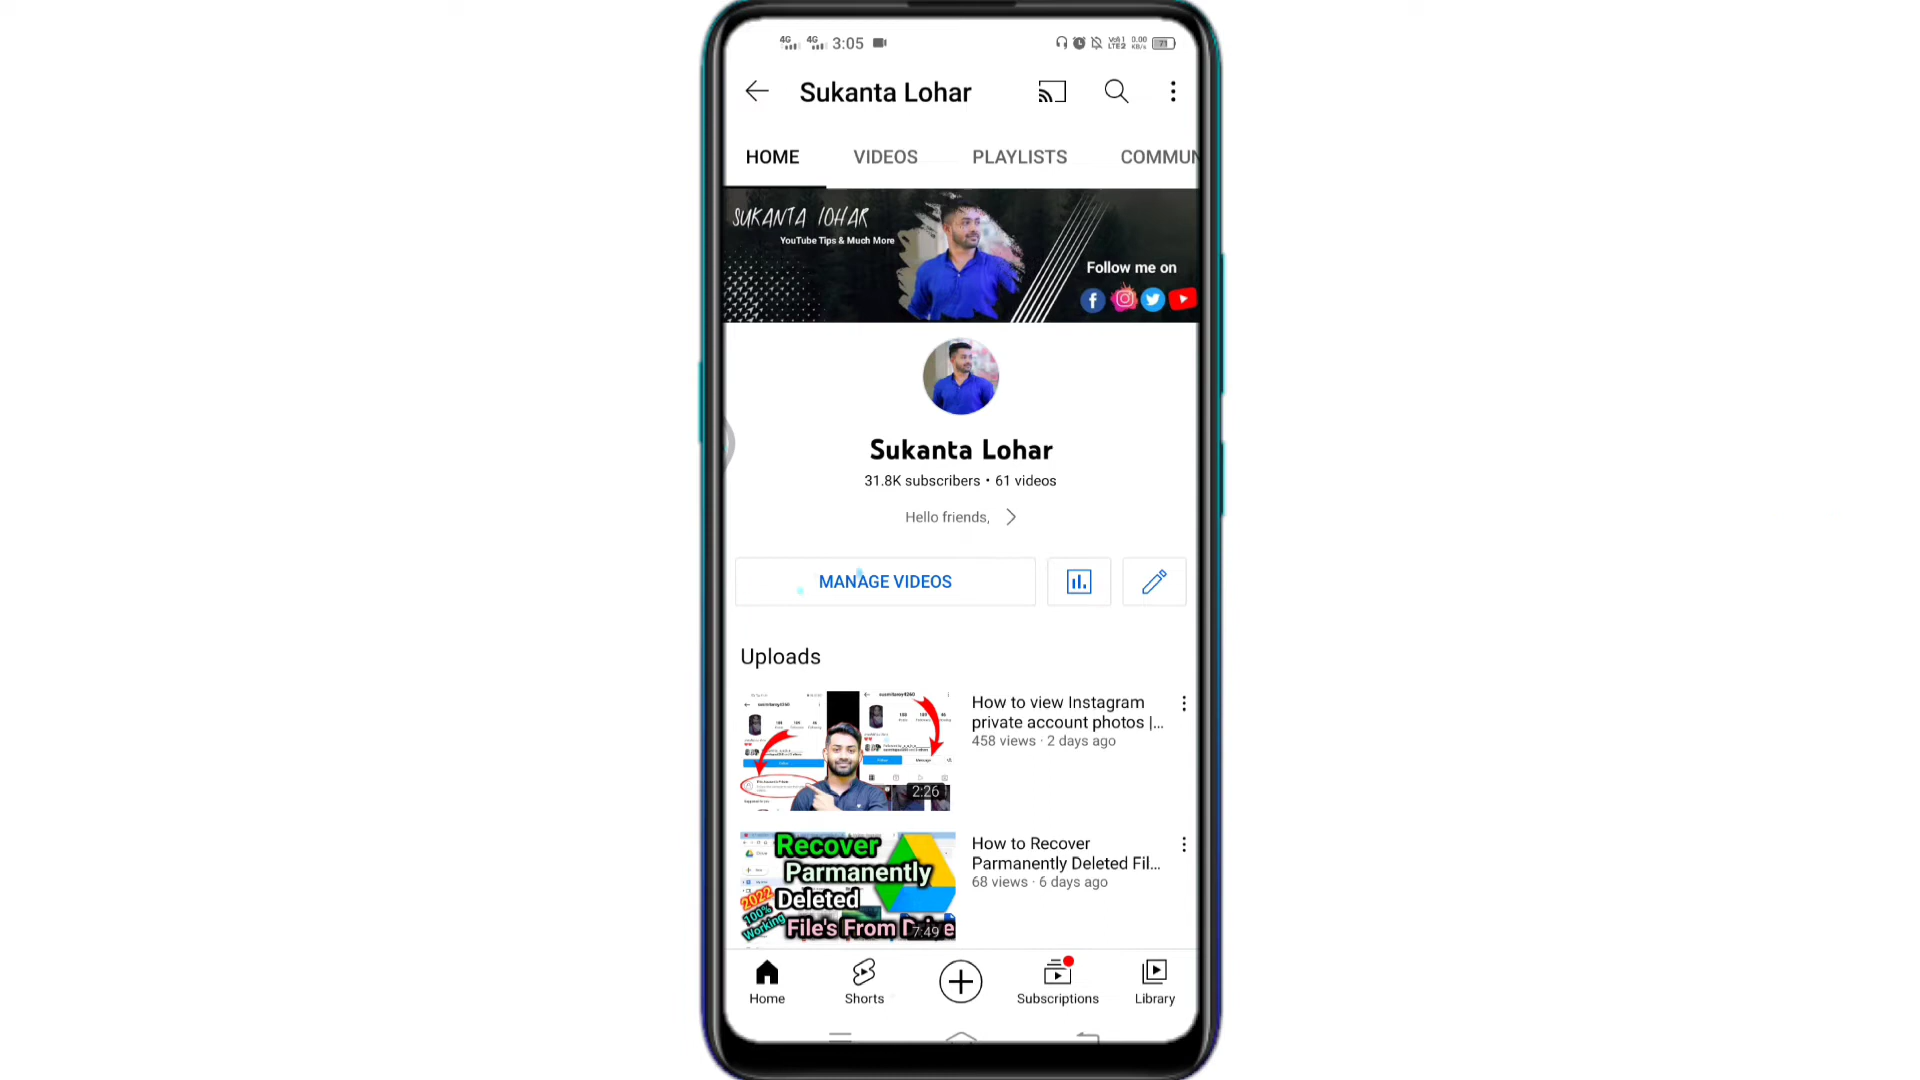 4G 4G 3:05
Sukanta Lohar
HOME VIDEOS PLAYLISTS COMMUN
SUKANTA lOHAR
YouTube Tips & Much More
Follow me on
Sukanta Lohar
31.8K subscribers • 61 videos
Hello friends,
MANAGE VIDEOS
Uploads
How to view Instagram
private account photos |...
458 views · 2 days ago
2:26
How to Recover
Parmanently Deleted Fil...
68 views · 6 days ago
Recover
Parmanently
2022 Deleted
100%
Working
File's From Drive
7:49
Home Shorts Subscriptions Library